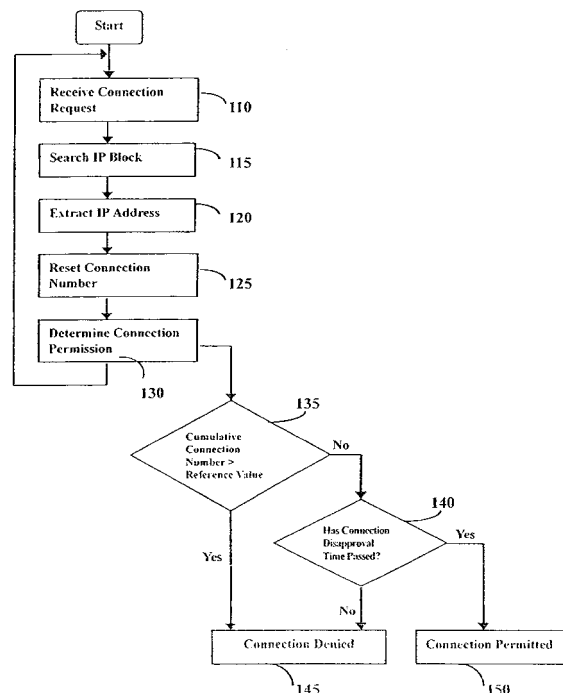 Start
Receive Connection
Request
110
Search IP Block
115
Extract IP Address
120
Reset Connection
Number
125
Determine Connection
Permission
130
135
Cumulative
Connection
Number >
Reference Value
No
140
Has Connection
Disapproval
Time Passed?
Yes
Yes
No
Connection Denied
145
Connection Permitted
150